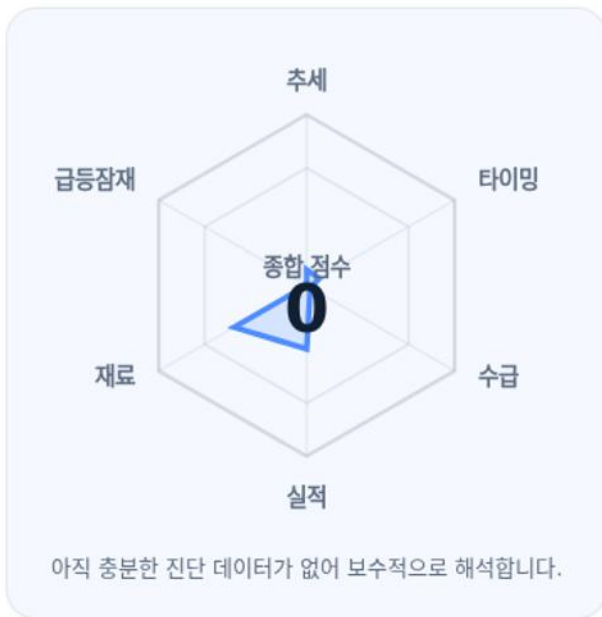 추세
급등잠재
타이밍
종합 점수
0
재료
수급
실적
아직 충분한 진단 데이터가 없어 보수적으로 해석합니다.